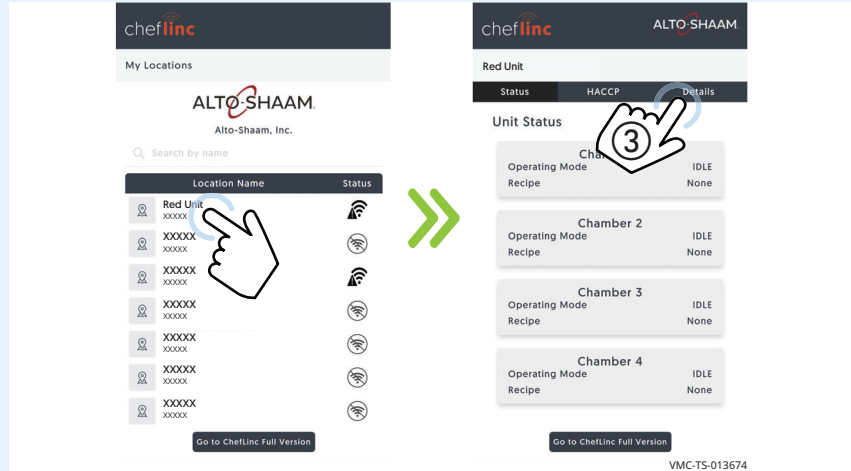 cheflinc
My Locations
ALTO-SHAAM.
Alto-Shaam, Inc.
Search by name
Location Name Status
Red Unit
xxxxx
XXXXX
xxxxx
XXXXX
xxxxx
XXXXX
xxxxx
XXXXX
xxxxx
XXXXX
xxxxx
XXXXX
xxxxx
Go to ChefLinc Full Version
cheflinc ALTO-SHAAM.
Red Unit
Status HACCP Details
Unit Status
3
Operating Mode IDLE
Recipe None
Chamber 2
Operating Mode IDLE
Recipe None
Chamber 3
Operating Mode IDLE
Recipe None
Chamber 4
Operating Mode IDLE
Recipe None
Go to ChefLinc Full Version
VMC-TS-013674